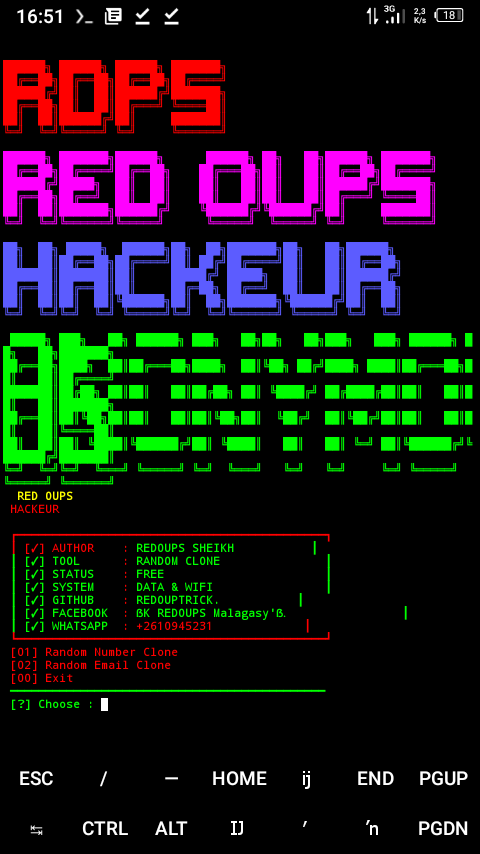 16:51 3G 2,3 K/s 18
RDPS
RED OUPS
HACKEUR
RED OUPS
HACKEUR
[✓] AUTHOR : REDOUPS SHEIKH
[✓] TOOL : RANDOM CLONE
[✓] STATUS : FREE
[✓] SYSTEM : DATA & WIFI
[✓] GITHUB : REDOUPTRICK.
[✓] FACEBOOK : ßK REDOUPS Malagasy'ß.
[✓] WHATSAPP : +2610945231
[01] Random Number Clone
[02] Random Email Clone
[00] Exit
[?] Choose :
ESC / — HOME ij END PGUP
↹ CTRL ALT IJ ′ ʼn PGDN